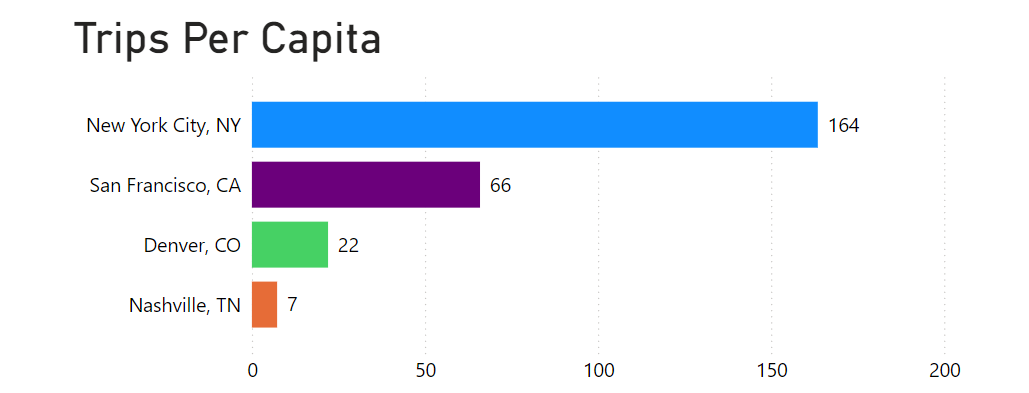 Trips Per Capita
New York City, NY 164
San Francisco, CA 66
Denver, CO 22
Nashville, TN 7
0 50 100 150 200